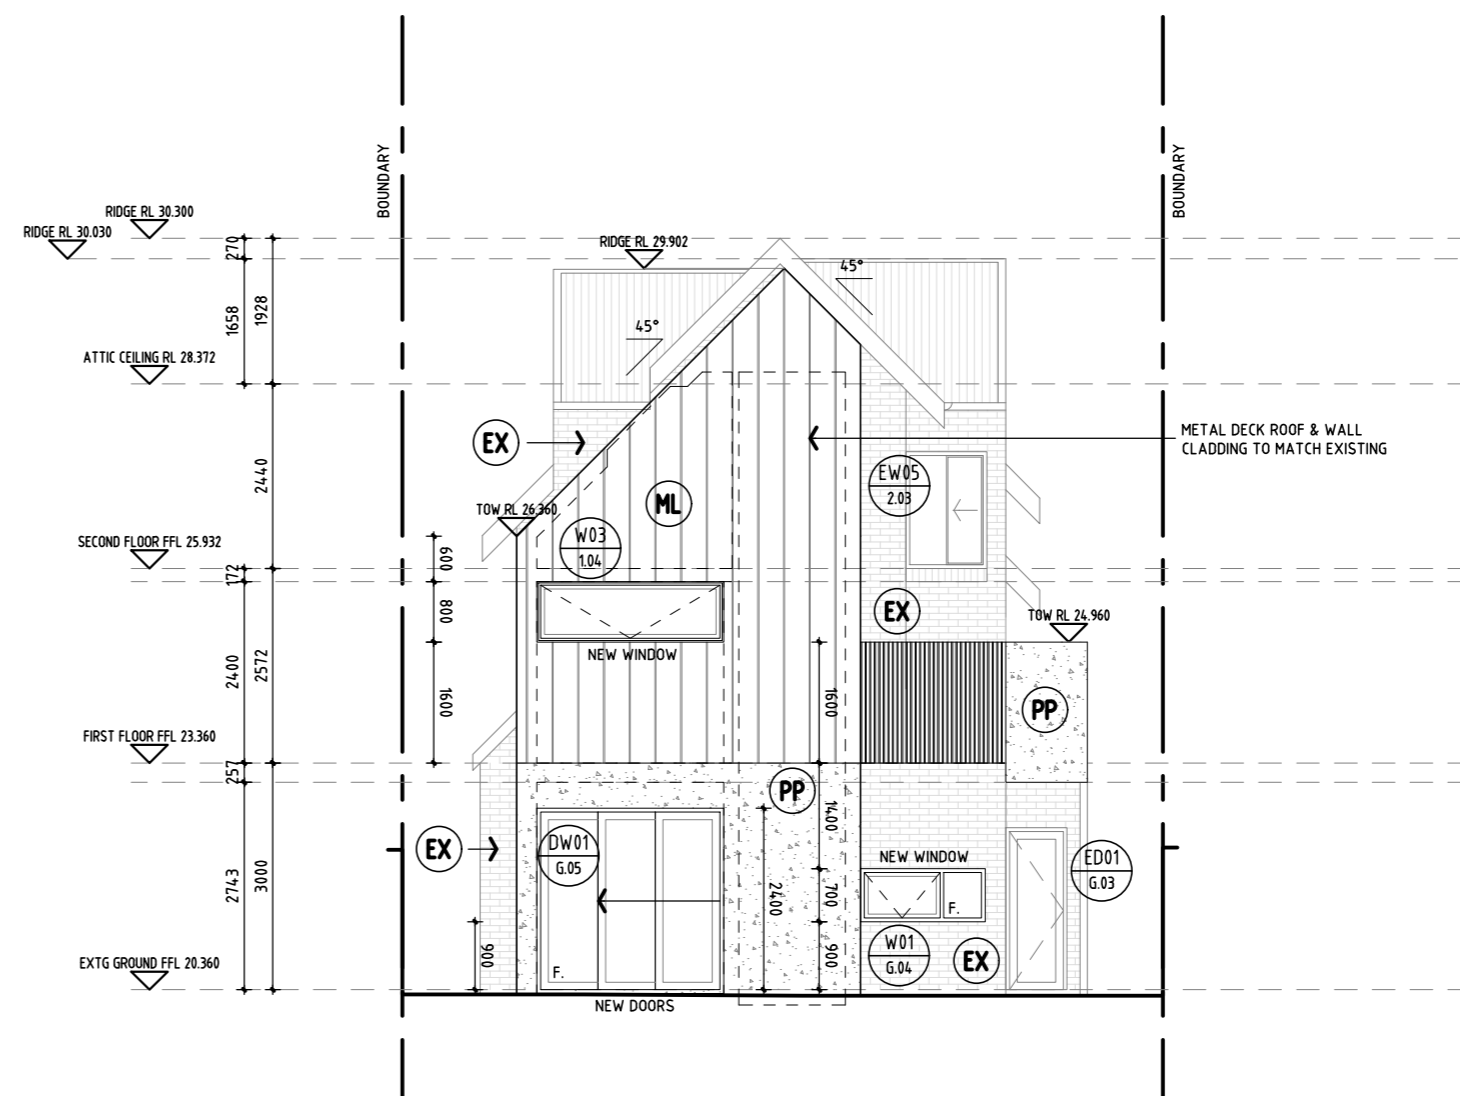 BOUNDARY
BOUNDARY
RIDGE RL 30.300
RIDGE RL 30.030
RIDGE RL 29.902
270
45°
1658
1928
45°
ATTIC CEILING RL 28.372
EX
METAL DECK ROOF & WALL
CLADDING TO MATCH EXISTING
2440
EW05
2.03
ML
TOW RL 26.360
W03
1.04
SECOND FLOOR FFL 25.932
172
600
800
EX
TOW RL 24.960
NEW WINDOW
2400
2572
1600
1600
PP
FIRST FLOOR FFL 23.360
257
PP
1400
EX
DW01
G.05
NEW WINDOW
ED01
G.03
2743
3000
2400
700
F.
W01
G.04
EX
900
900
EXTG GROUND FFL 20.360
F.
NEW DOORS